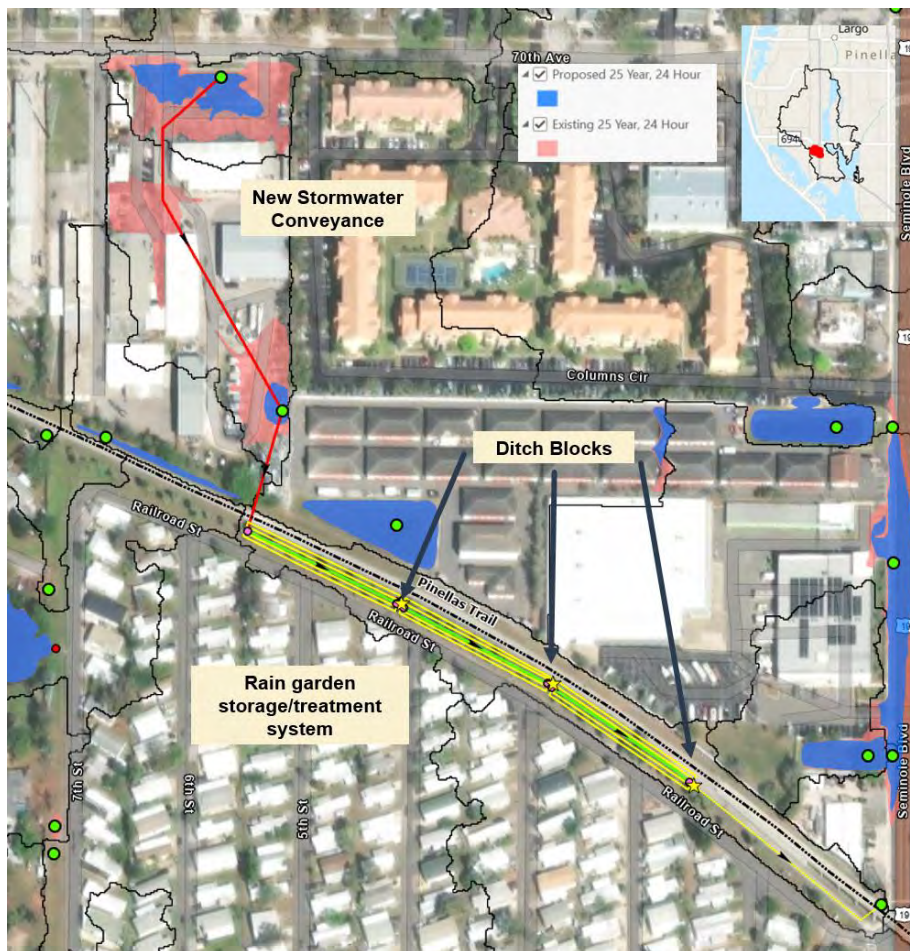 70th Ave
Proposed 25 Year, 24 Hour
Existing 25 Year, 24 Hour
Largo
Pinella
694
19
Seminole Blvd
New Stormwater
Conveyance
19
Columns Cir
Ditch Blocks
Railroad St
Pinellas Trail
Railroad St
19
Rain garden
storage/treatment
system
7th St
6th St
5th St
Railroad St
Seminole Blvd
19